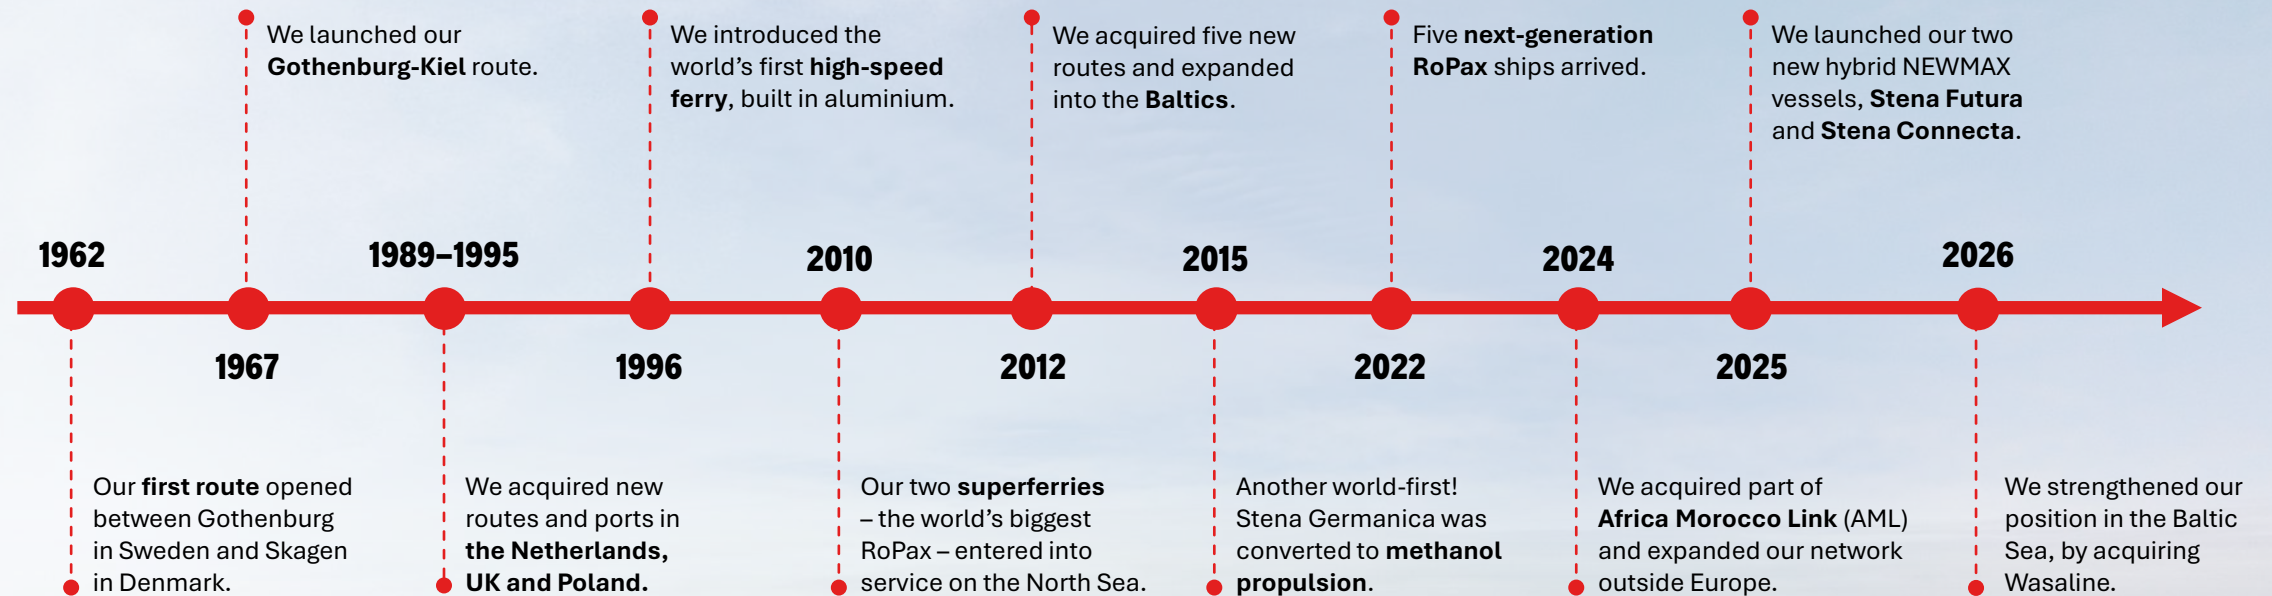 We launched our
Gothenburg-Kiel route.
We introduced the
world's first high-speed
ferry, built in aluminium.
We acquired five new
routes and expanded
into the Baltics.
Five next-generation
RoPax ships arrived.
We launched our two
new hybrid NEWMAX
vessels, Stena Futura
and Stena Connecta.
1962
1989–1995
2010
2015
2024
2026
1967
1996
2012
2022
2025
Our first route opened
between Gothenburg
in Sweden and Skagen
in Denmark.
We acquired new
routes and ports in
the Netherlands,
UK and Poland.
Our two superferries
– the world's biggest
RoPax – entered into
service on the North Sea.
Another world-first!
Stena Germanica was
converted to methanol
propulsion.
We acquired part of
Africa Morocco Link (AML)
and expanded our network
outside Europe.
We strengthened our
position in the Baltic
Sea, by acquiring
Wasaline.